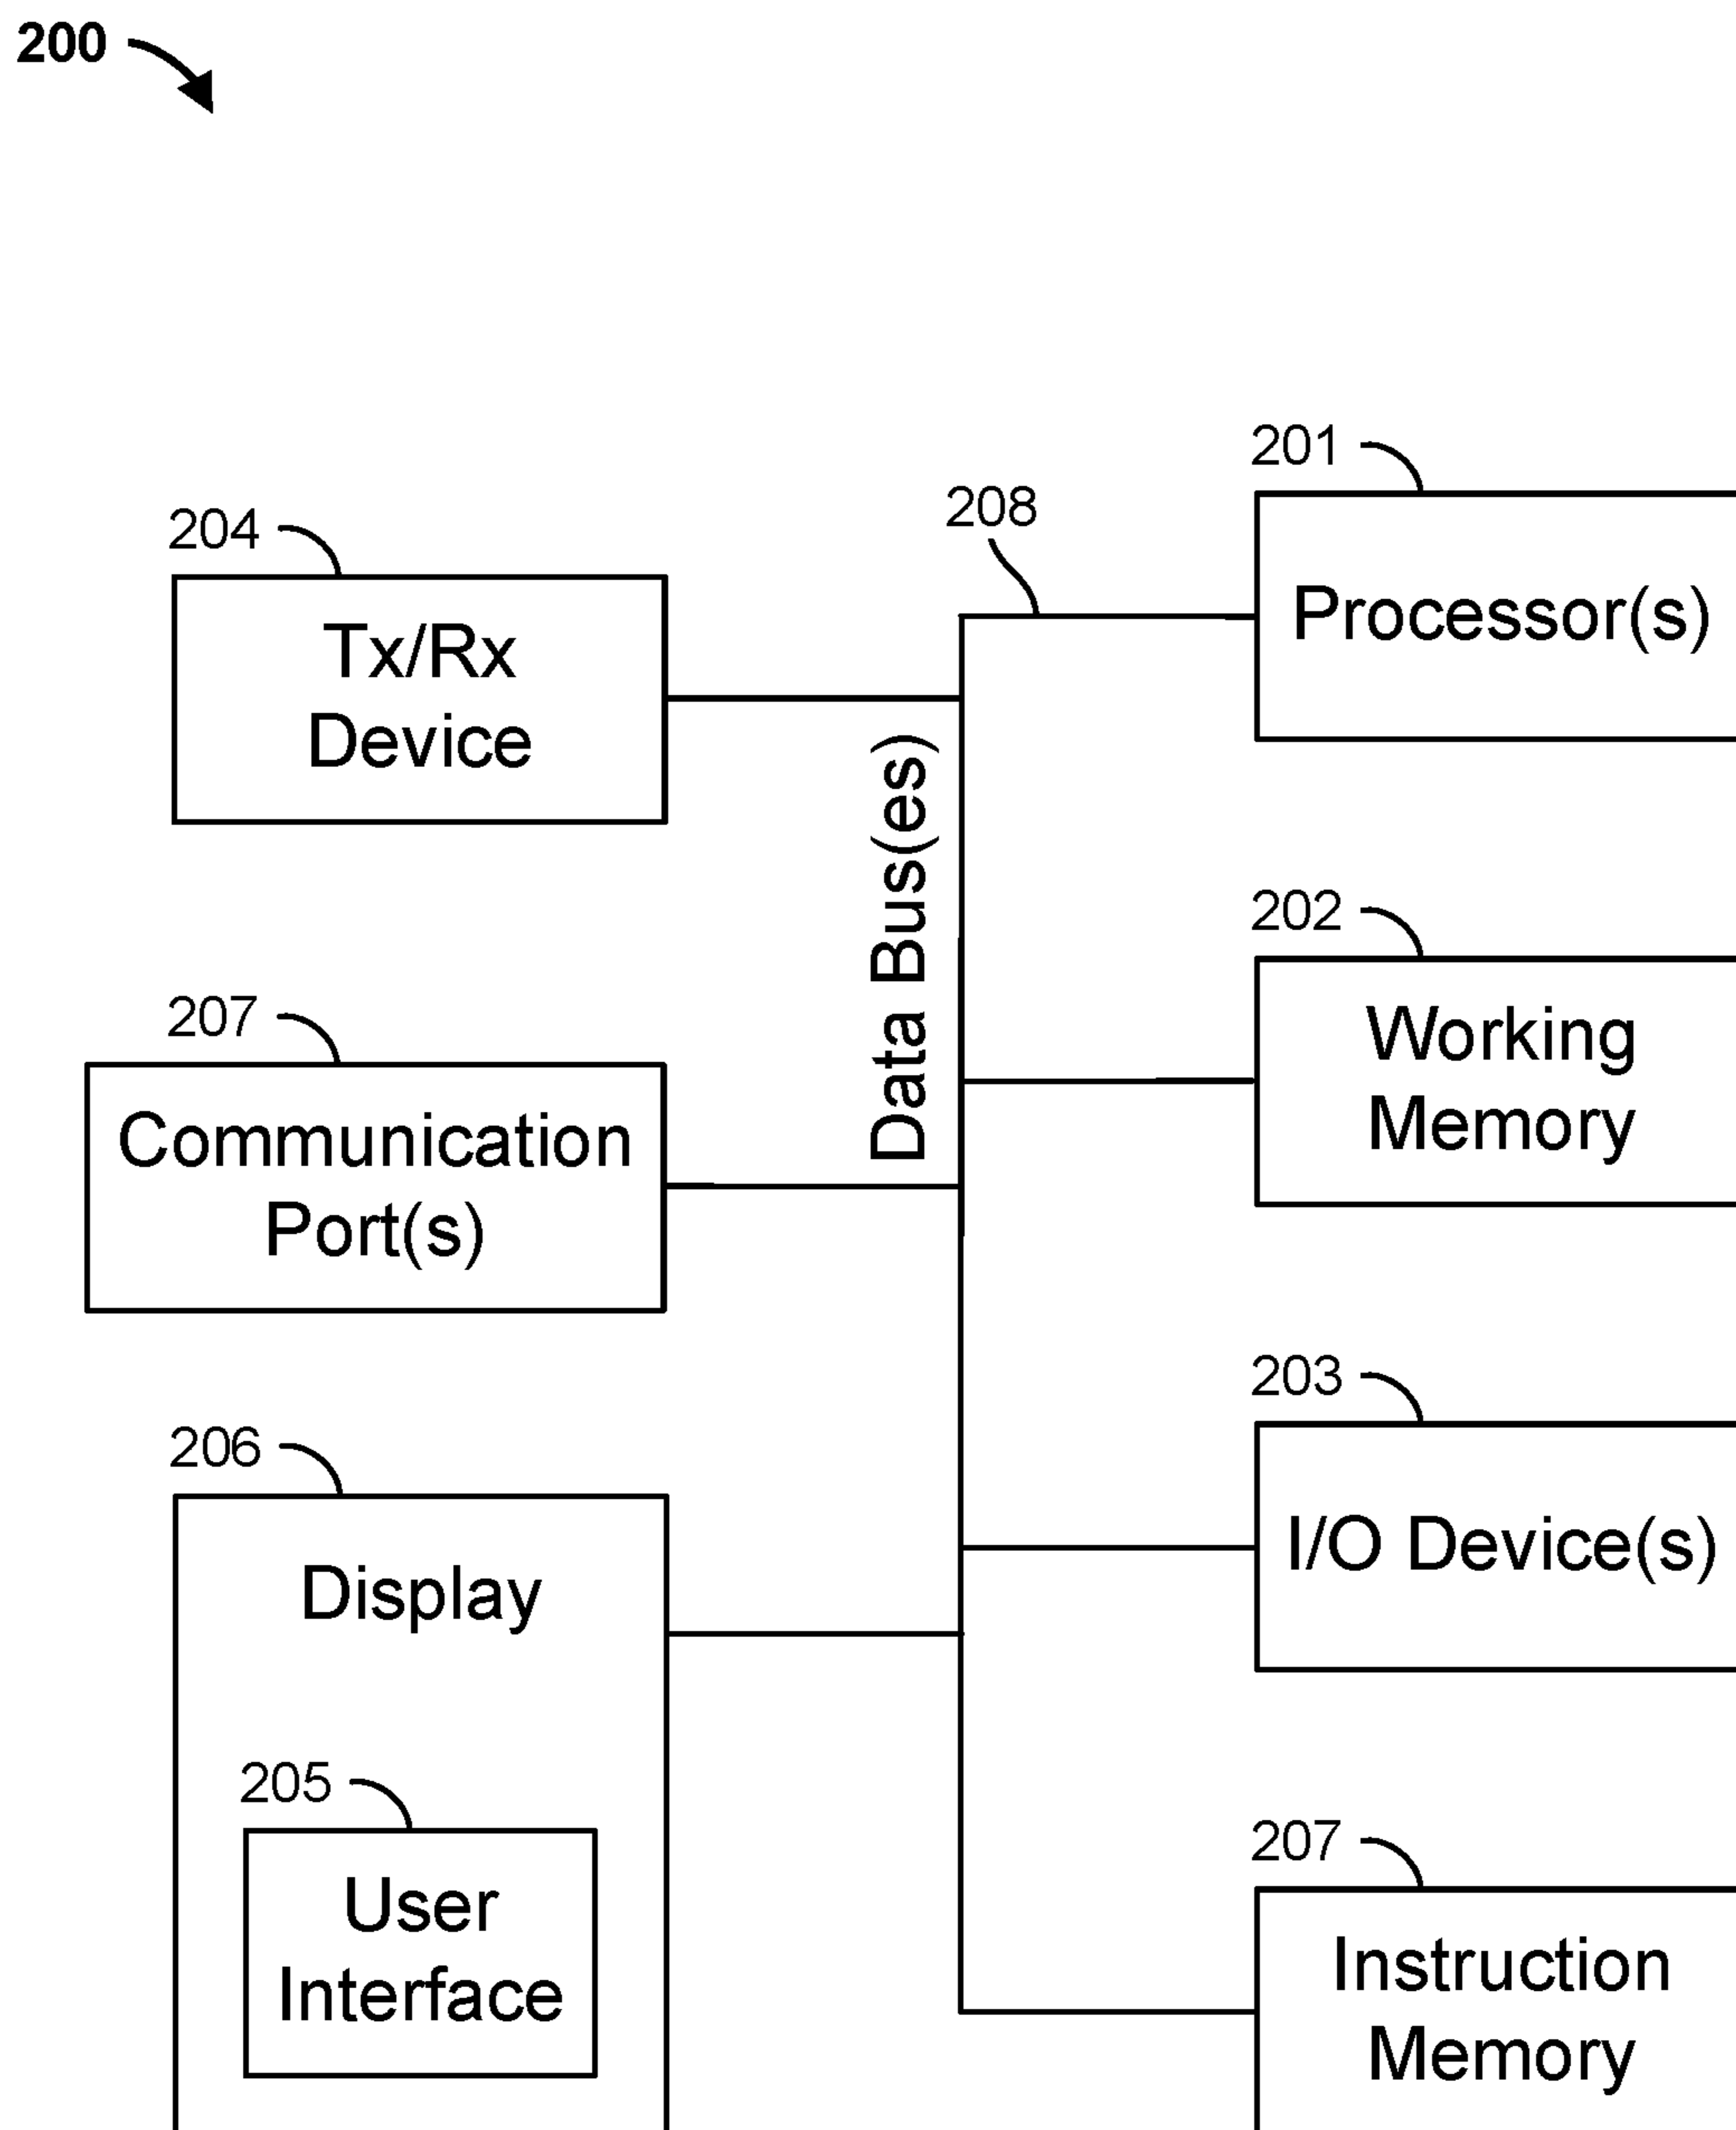 200
201
208
204
Processor(s)
Tx/Rx
Device
Data Bus(es)
202
207
Working
Memory
Communication
Port(s)
203
206
I/O Device(s)
Display
205
207
User
Interface
Instruction
Memory